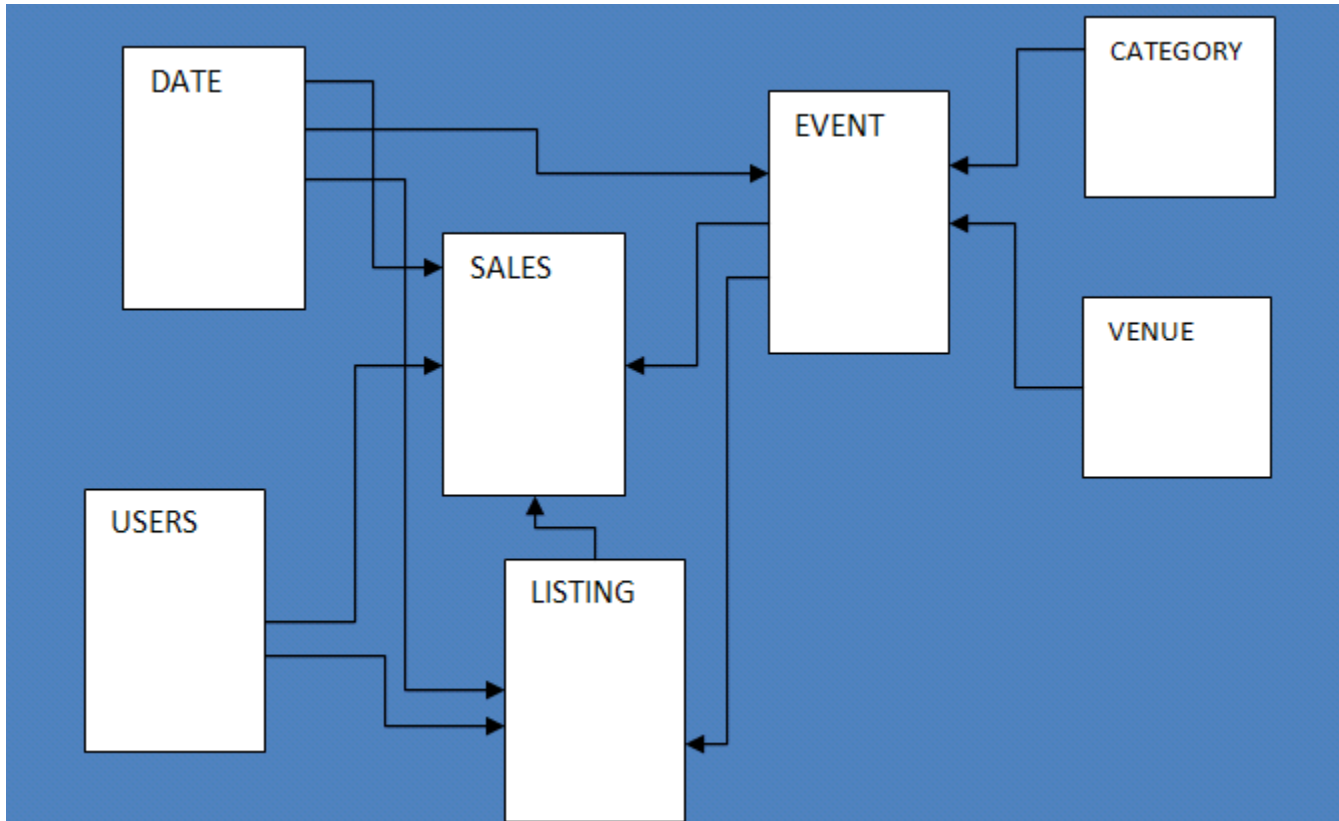 DATE
CATEGORY
EVENT
SALES
VENUE
USERS
LISTING